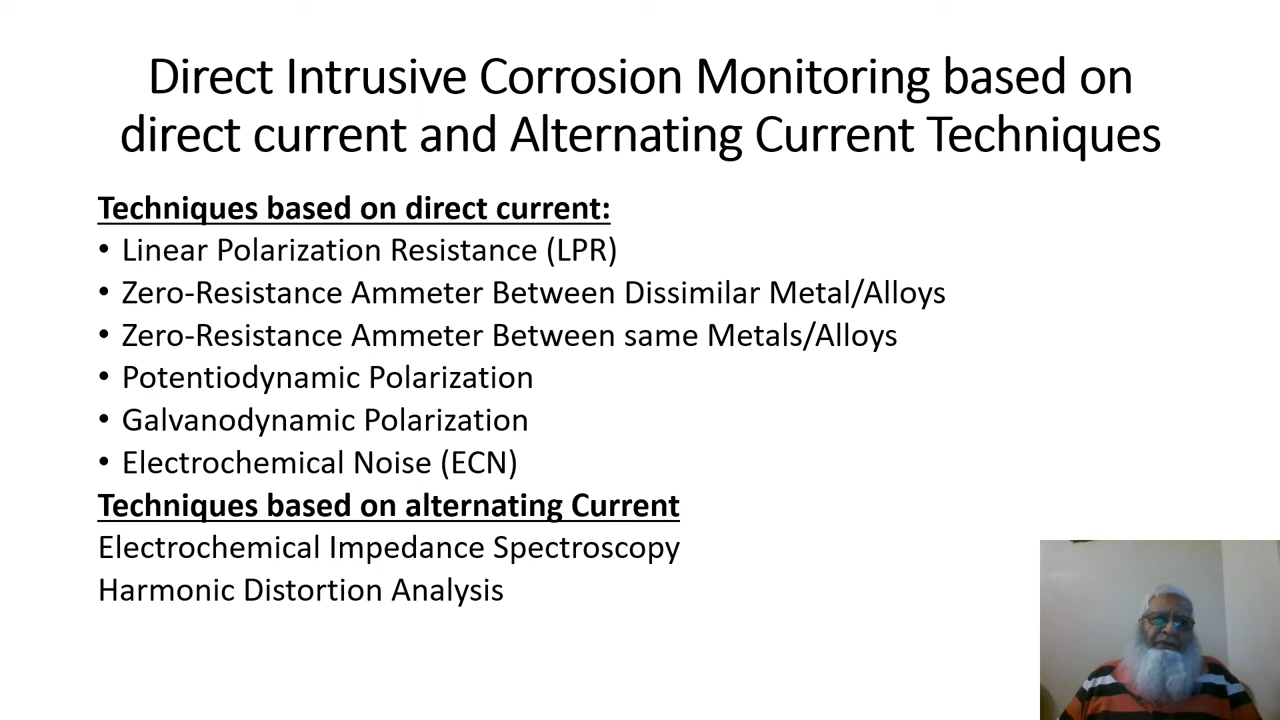 Direct Intrusive Corrosion Monitoring based on
direct current and Alternating Current Techniques
Techniques based on direct current:
• Linear Polarization Resistance (LPR)
• Zero-Resistance Ammeter Between Dissimilar Metal/Alloys
• Zero-Resistance Ammeter Between same Metals/Alloys
• Potentiodynamic Polarization
• Galvanodynamic Polarization
• Electrochemical Noise (ECN)
Techniques based on alternating Current
Electrochemical Impedance Spectroscopy
Harmonic Distortion Analysis